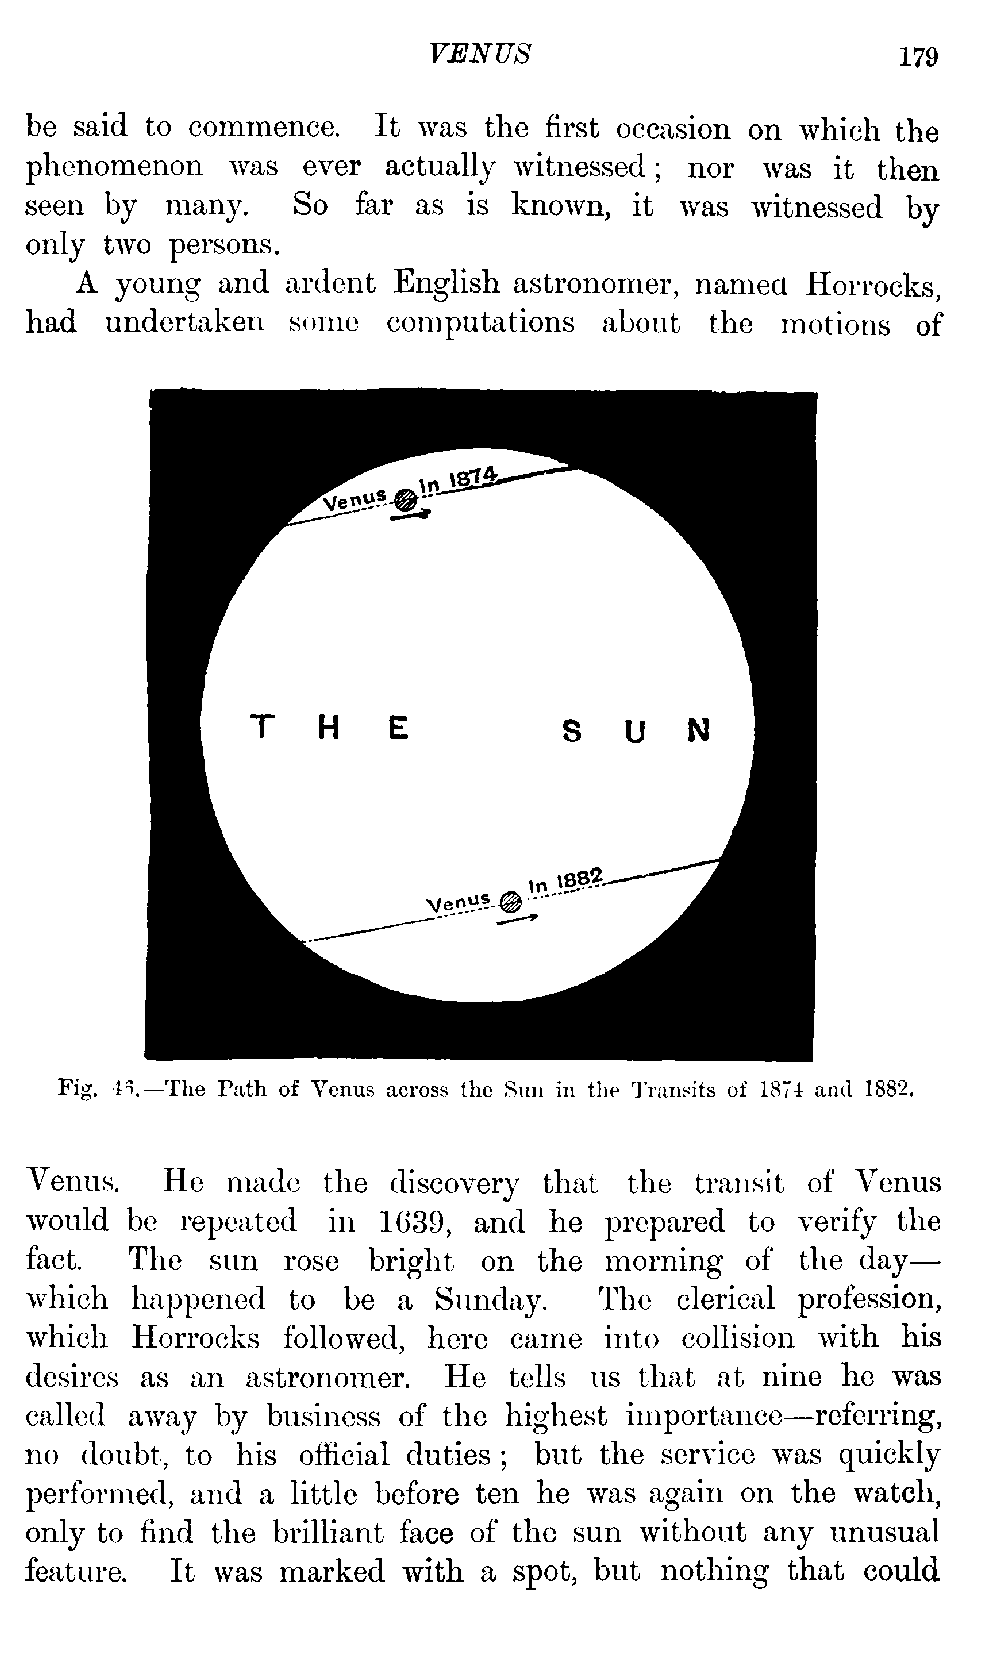 VENUS 179
be said to commence. It was the first occasion on which the
phenomenon was ever actually witnessed; nor was it then
seen by many. So far as is known, it was witnessed by
only two persons.
A young and ardent English astronomer, named Horrocks,
had undertaken some computations about the motions of
Venus In 1874
THE SUN
Venus In 1882
Fig. —The Path of Venus across the Sun in the Transits of 1874 and 1882.
Venus. He made the discovery that the transit of Venus
would be repeated in 1639, and he prepared to verify the
fact. The sun rose bright on the morning of the day—
which happened to be a Sunday. The clerical profession,
which Horrocks followed, here came into collision with his
desires as an astronomer. He tells us that at nine he was
called away by business of the highest importance—referring,
no doubt, to his official duties; but the service was quickly
performed, and a little before ten he was again on the watch,
only to find the brilliant face of the sun without any unusual
feature. It was marked with a spot, but nothing that could